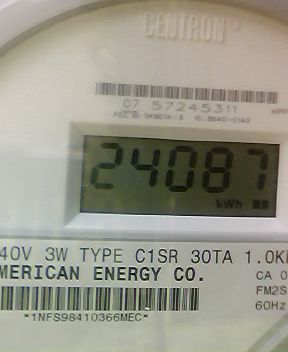 CENTRON
07 57245311
24087
kWh
40V 3W TYPE C1SR 30TA 1.0K
MERICAN ENERGY CO.
CA 0
FM2S
60Hz
*1NFS98410366MEC*